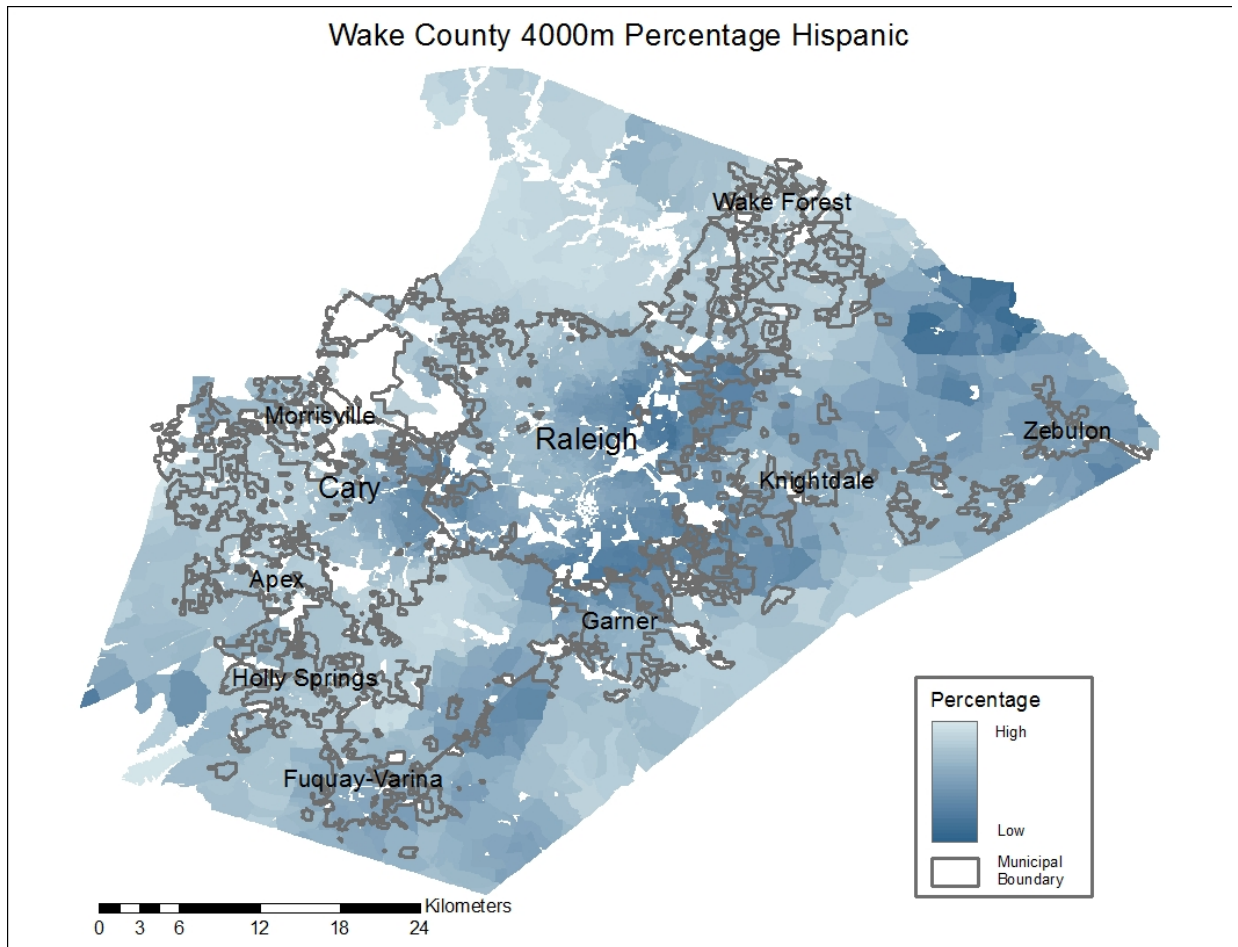 Wake County 4000m Percentage Hispanic
Wake Forest
Morrisville
Raleigh
Zebulon
Cary
Knightdale
Apex
Garner
Holly Springs
Fuquay-Varina
Percentage
High
Low
Municipal
Boundary
Kilometers
0 3 6 12 18 24